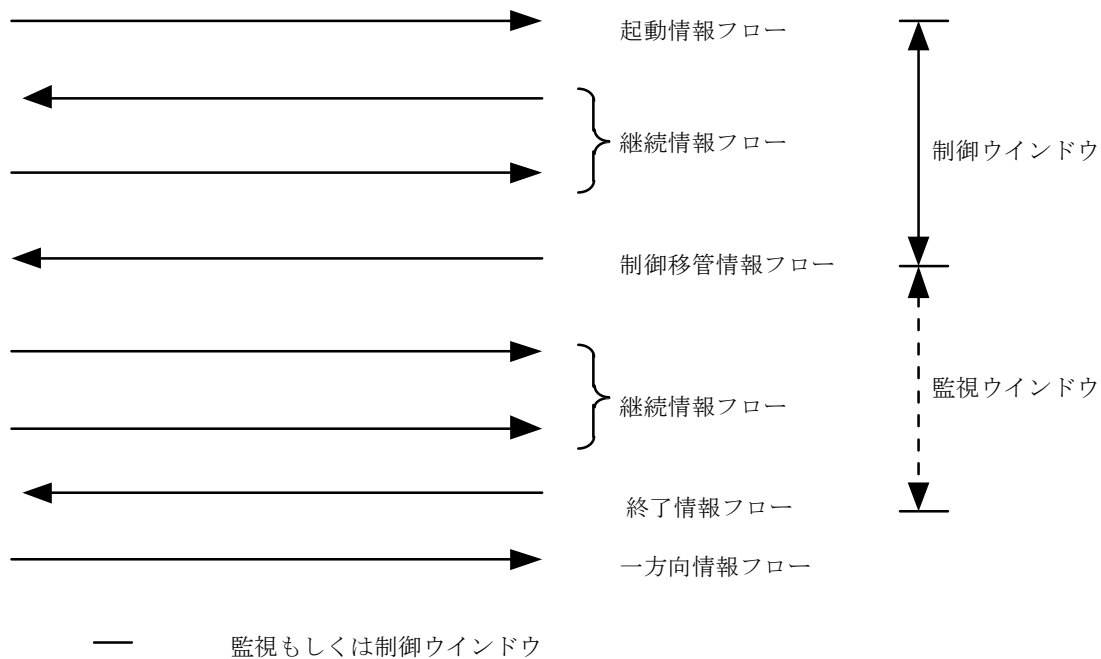 起動情報フロー
継続情報フロー
制御ウインドウ
制御移管情報フロー
監視ウインドウ
継続情報フロー
終了情報フロー
一方向情報フロー
監視もしくは制御ウインドウ